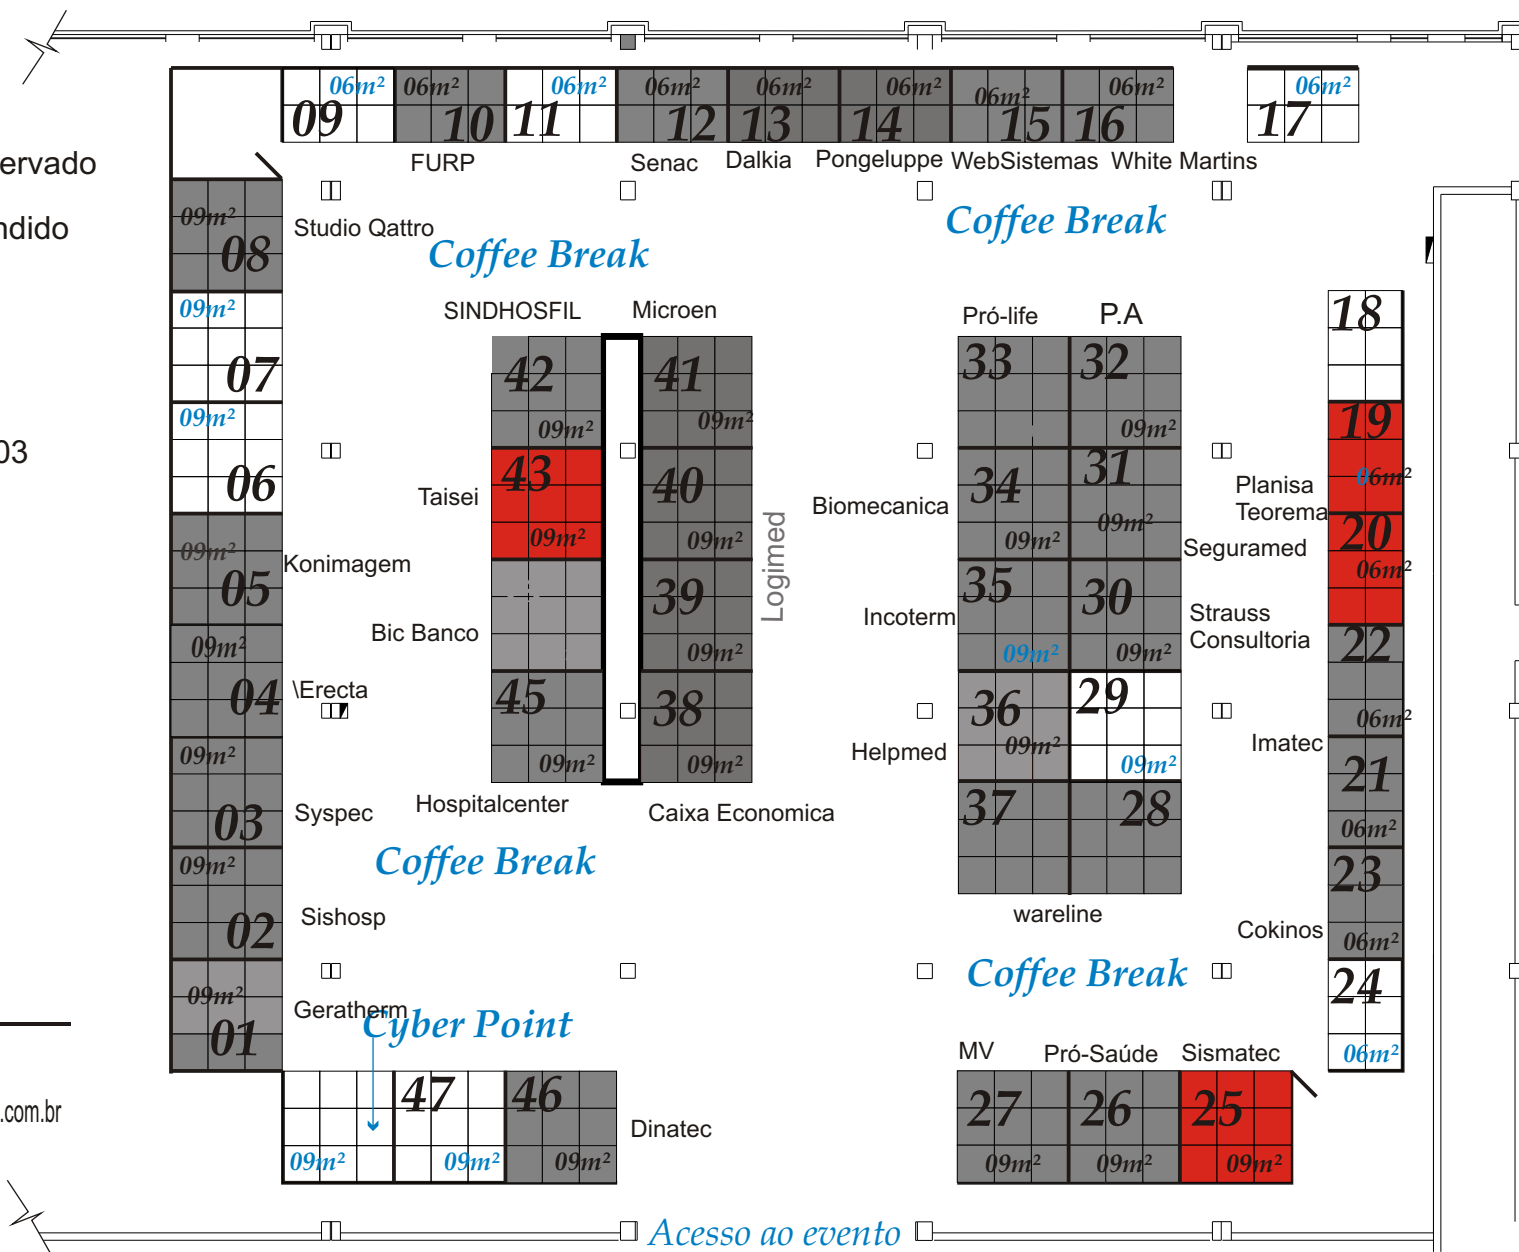 ervado
ndido
03
.com.br
06m²
09
06m²
10
06m²
11
06m²
12
06m²
13
06m²
14
06m²
15
06m²
16
06m²
17
FURP
Senac
Dalkia
Pongeluppe
WebSistemas
White Martins
09m²
08
Studio Qattro
Coffee Break
Coffee Break
09m²
07
09m²
06
09m²
05
Konimagem
09m²
04
\Erecta
09m²
03
Syspec
09m²
02
Sishosp
09m²
01
Geratherm
Cyber Point
SINDHOSFIL
Microen
42
09m²
41
09m²
Taisei
43
09m²
40
09m²
Logimed
Bic Banco
39
09m²
45
09m²
38
09m²
Hospitalcenter
Caixa Economica
Coffee Break
Pró-life
P.A
33
32
09m²
Biomecanica
34
09m²
31
09m²
Seguramed
Incoterm
35
09m²
30
09m²
Strauss
Consultoria
Helpmed
36
09m²
29
09m²
37
28
wareline
Coffee Break
18
Planisa
Teorema
19
06m²
20
06m²
22
06m²
Imatec
21
06m²
23
Cokinos
06m²
24
06m²
09m²
47
09m²
46
09m²
Dinatec
MV
Pró-Saúde
Sismatec
27
09m²
26
09m²
25
09m²
Acesso ao evento